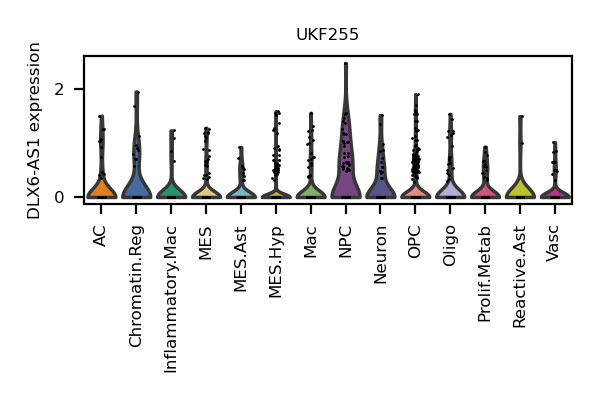 UKF255
DLX6-AS1 expression
2
0
AC
Chromatin.Reg
Inflammatory.Mac
MES
MES.Ast
MES.Hyp
Mac
NPC
Neuron
OPC
Oligo
Prolif.Metab
Reactive.Ast
Vasc